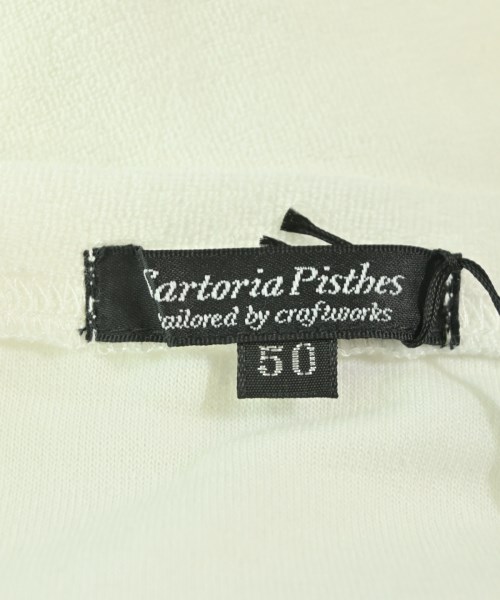 Sartoria Pisthes
tailored by craftworks
50